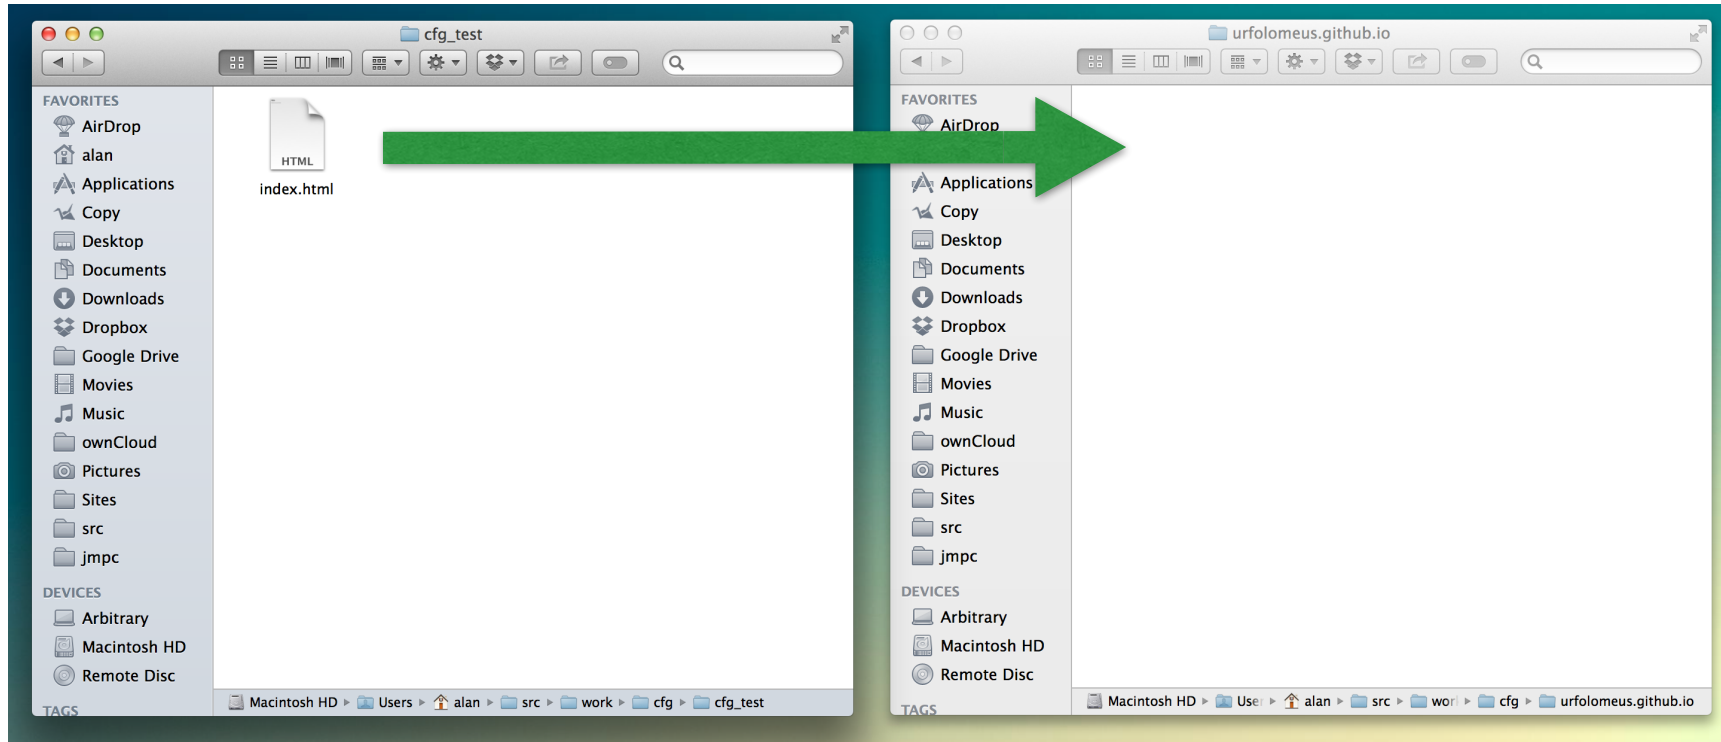 cfg_test
FAVORITES
AirDrop
alan
Applications
Copy
Desktop
Documents
Downloads
Dropbox
Google Drive
Movies
Music
ownCloud
Pictures
Sites
src
jmpc
DEVICES
Arbitrary
Macintosh HD
Remote Disc
TAGS
HTML
index.html
Macintosh HD Users alan src work cfg cfg_test
urfolomeus.github.io
FAVORITES
AirDrop
Applications
Copy
Desktop
Documents
Downloads
Dropbox
Google Drive
Movies
Music
ownCloud
Pictures
Sites
src
jmpc
DEVICES
Arbitrary
Macintosh HD
Remote Disc
TAGS
Macintosh HD User alan src work cfg urfolomeus.github.io